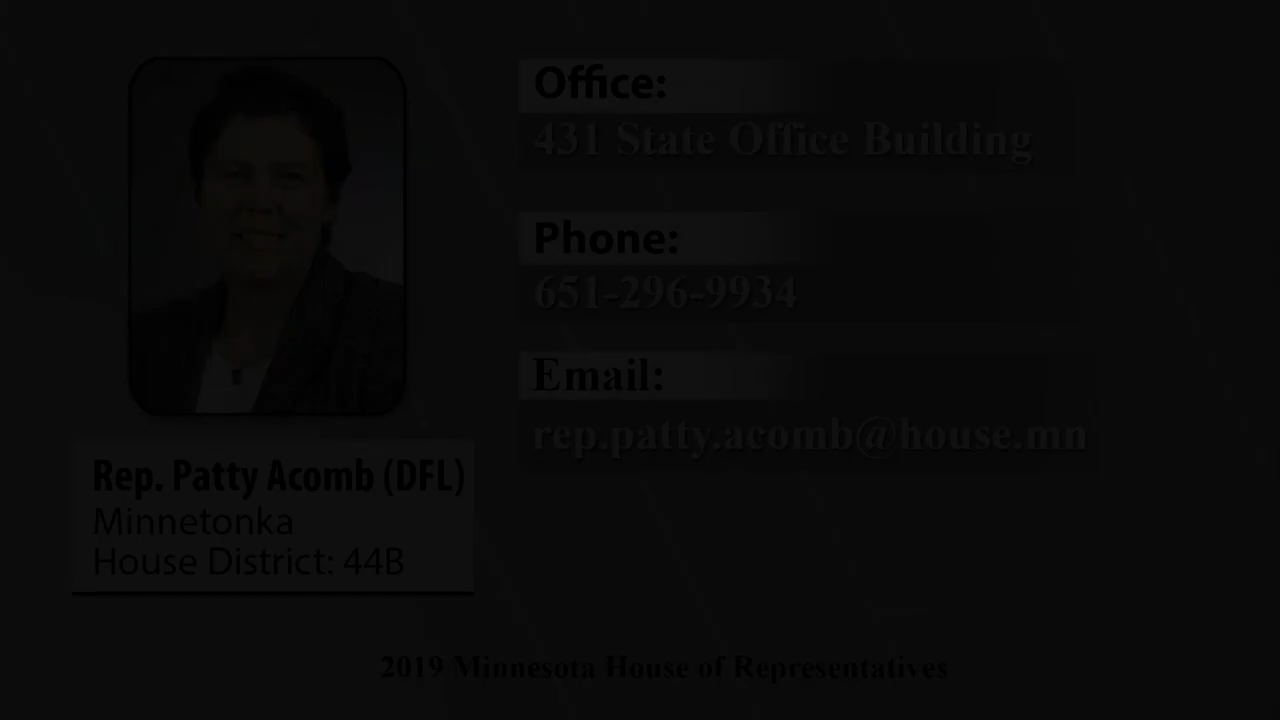 Office:
431 State Office Building
Phone:
651-296-9934
Email:
rep.patty.acomb@house.mn
Rep. Patty Acomb (DFL)
Minnetonka
House District: 44B
2019 Minnesota House of Representatives